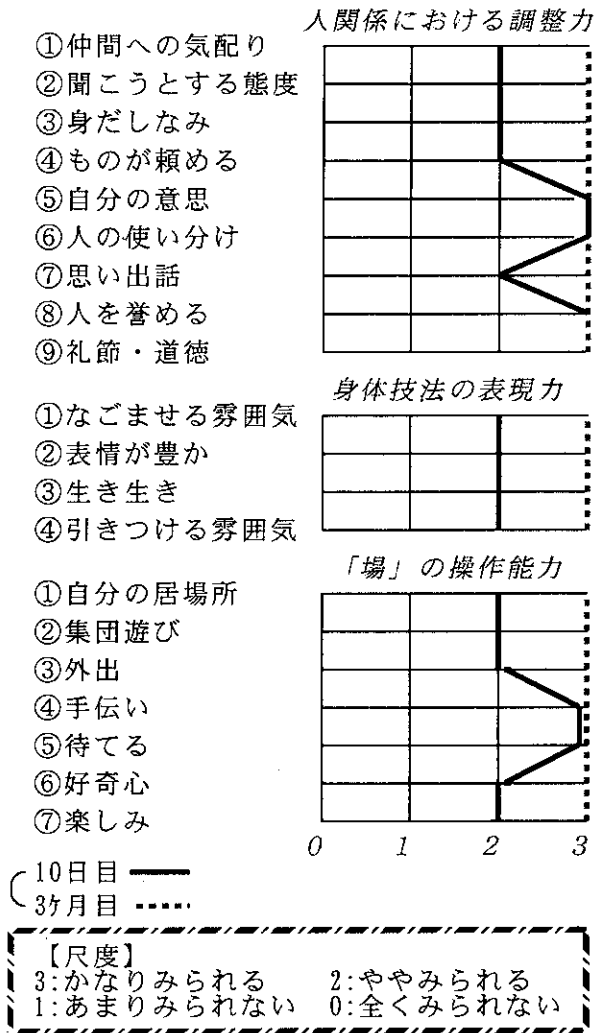 人関係における調整力
①仲間への気配り
②聞こうとする態度
③身だしなみ
④ものが頼める
⑤自分の意思
⑥人の使い分け
⑦思い出話
⑧人を誉める
⑨礼節・道徳
身体技法の表現力
①なごませる雰囲気
②表情が豊か
③生き生き
④引きつける雰囲気
「場」の操作能力
①自分の居場所
②集団遊び
③外出
④手伝い
⑤待てる
⑥好奇心
⑦楽しみ
0 1 2 3
10日目
3ヶ月目
【尺度】
3:かなりみられる 2:ややみられる
1:あまりみられない 0:全くみられない